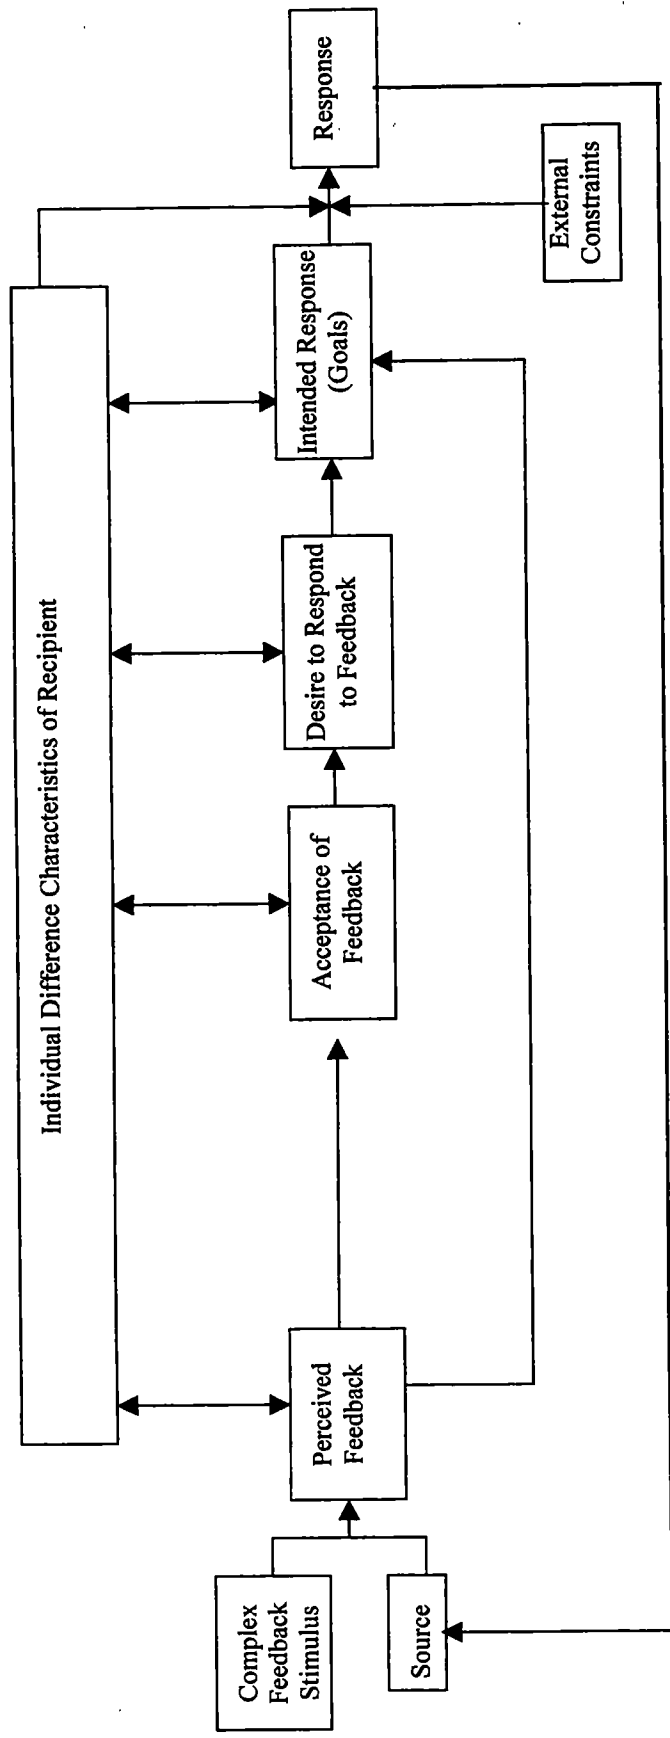 Individual Difference Characteristics of Recipient
Complex
Feedback
Stimulus
Source
Perceived
Feedback
Acceptance of
Feedback
Desire to Respond
to Feedback
Intended Response
(Goals)
Response
External
Constraints